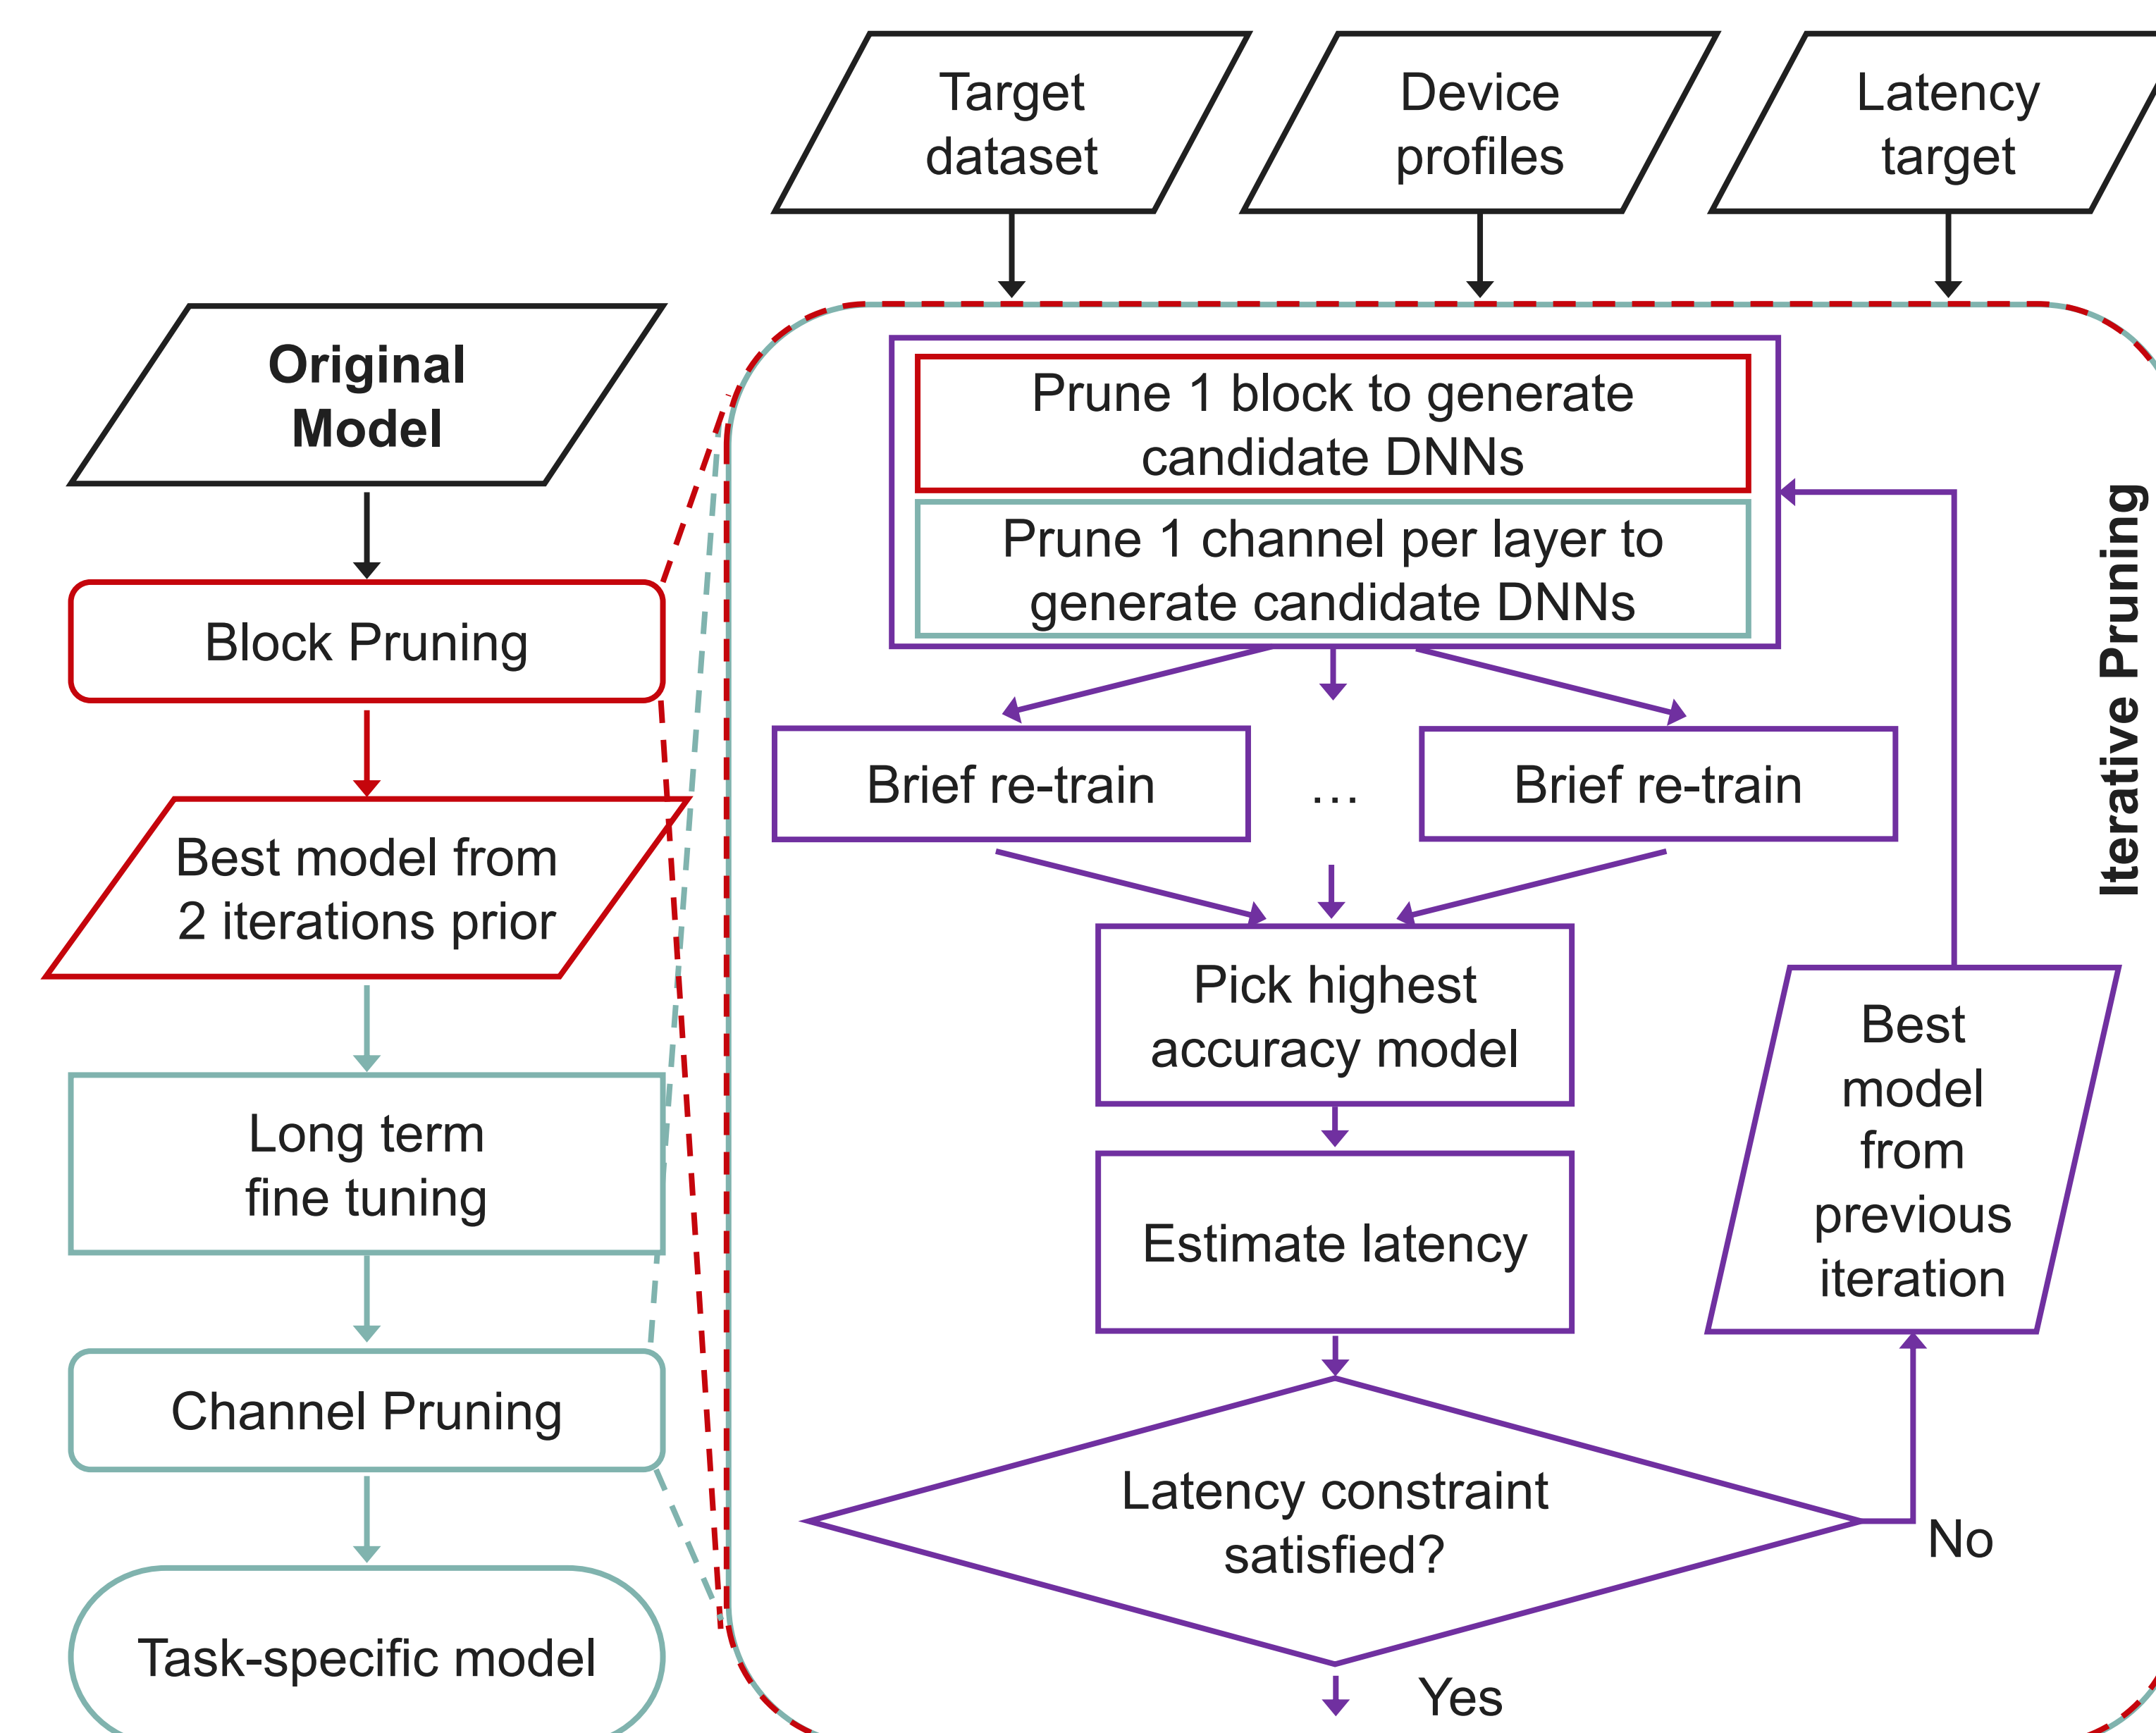 Target
dataset
Device
profiles
Latency
target
Original
Model
Block Pruning
Best model from
2 iterations prior
Long term
fine tuning
Channel Pruning
Task-specific model
Prune 1 block to generate
candidate DNNs
Prune 1 channel per layer to
generate candidate DNNs
Brief re-train
...
Brief re-train
Pick highest
accuracy model
Estimate latency
Latency constraint
satisfied?
No
Yes
Best
model
from
previous
iteration
Iterative Pruning